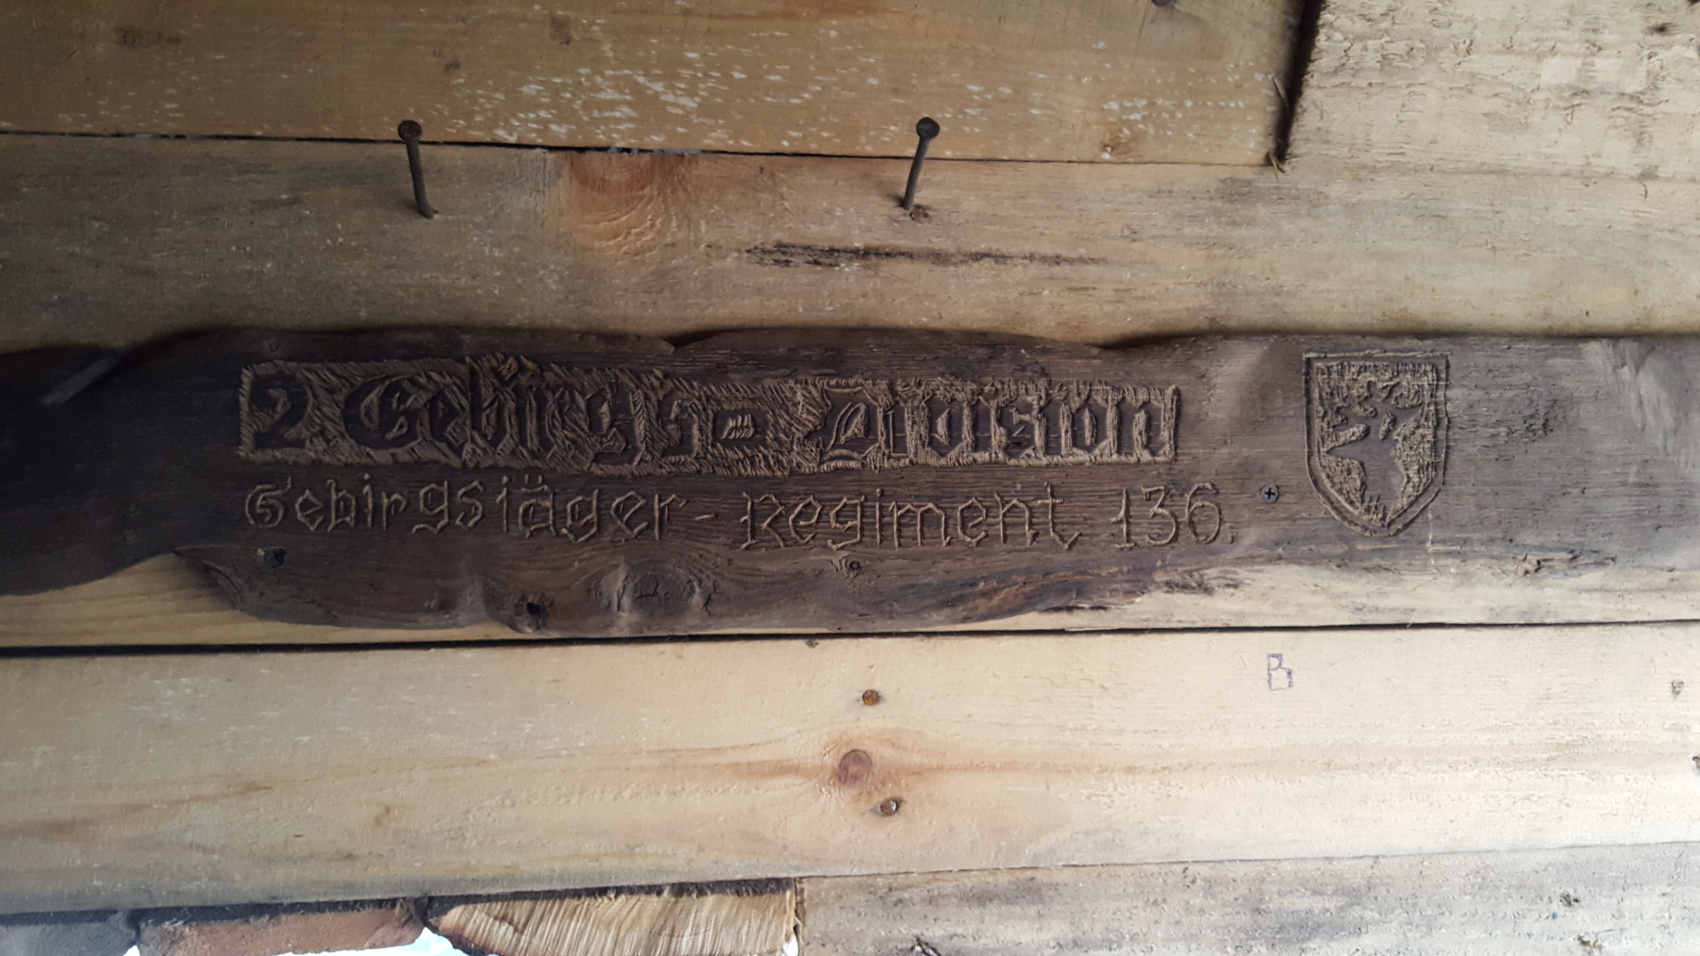 2 Gebirgs-Division
Gebirgsjäger-Regiment 136.
B